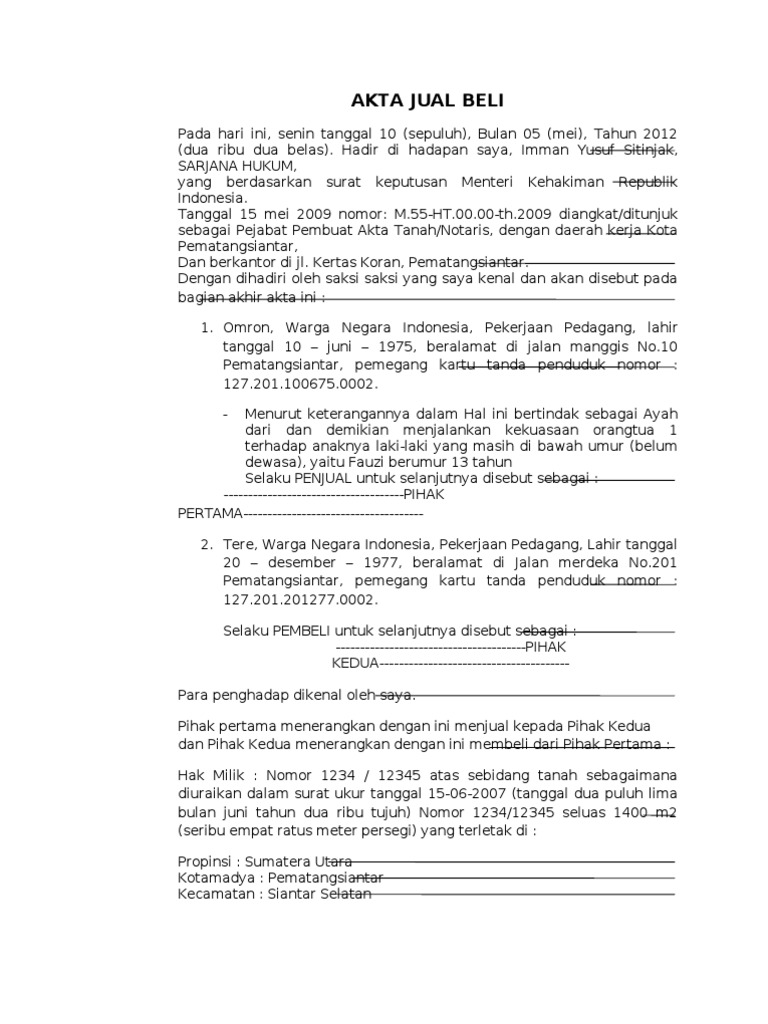 AKTA JUAL BELI
Pada hari ini, senin tanggal 10 (sepuluh), Bulan 05 (mei), Tahun 2012
(dua ribu dua belas). Hadir di hadapan saya, Imman Yusuf Sitinjak,
SARJANA HUKUM,
yang berdasarkan surat keputusan Menteri Kehakiman Republik
Indonesia.
Tanggal 15 mei 2009 nomor: M.55-HT.00.00-th.2009 diangkat/ditunjuk
sebagai Pejabat Pembuat Akta Tanah/Notaris, dengan daerah kerja Kota
Pematangsiantar,
Dan berkantor di jl. Kertas Koran, Pematangsiantar.
Dengan dihadiri oleh saksi saksi yang saya kenal dan akan disebut pada
bagian akhir akta ini :
1. Omron, Warga Negara Indonesia, Pekerjaan Pedagang, lahir
tanggal 10 – juni – 1975, beralamat di jalan manggis No.10
Pematangsiantar, pemegang kartu tanda penduduk nomor :
127.201.100675.0002.
- Menurut keterangannya dalam Hal ini bertindak sebagai Ayah
dari dan demikian menjalankan kekuasaan orangtua 1
terhadap anaknya laki-laki yang masih di bawah umur (belum
dewasa), yaitu Fauzi berumur 13 tahun
Selaku PENJUAL untuk selanjutnya disebut sebagai :
-------------------------------------PIHAK
PERTAMA-------------------------------------
2. Tere, Warga Negara Indonesia, Pekerjaan Pedagang, Lahir tanggal
20 – desember – 1977, beralamat di Jalan merdeka No.201
Pematangsiantar, pemegang kartu tanda penduduk nomor :
127.201.201277.0002.
Selaku PEMBELI untuk selanjutnya disebut sebagai :
---------------------------------------PIHAK
KEDUA---------------------------------------
Para penghadap dikenal oleh saya.
Pihak pertama menerangkan dengan ini menjual kepada Pihak Kedua
dan Pihak Kedua menerangkan dengan ini membeli dari Pihak Pertama :
Hak Milik : Nomor 1234 / 12345 atas sebidang tanah sebagaimana
diuraikan dalam surat ukur tanggal 15-06-2007 (tanggal dua puluh lima
bulan juni tahun dua ribu tujuh) Nomor 1234/12345 seluas 1400 m2
(seribu empat ratus meter persegi) yang terletak di :
Propinsi : Sumatera Utara
Kotamadya : Pematangsiantar
Kecamatan : Siantar Selatan